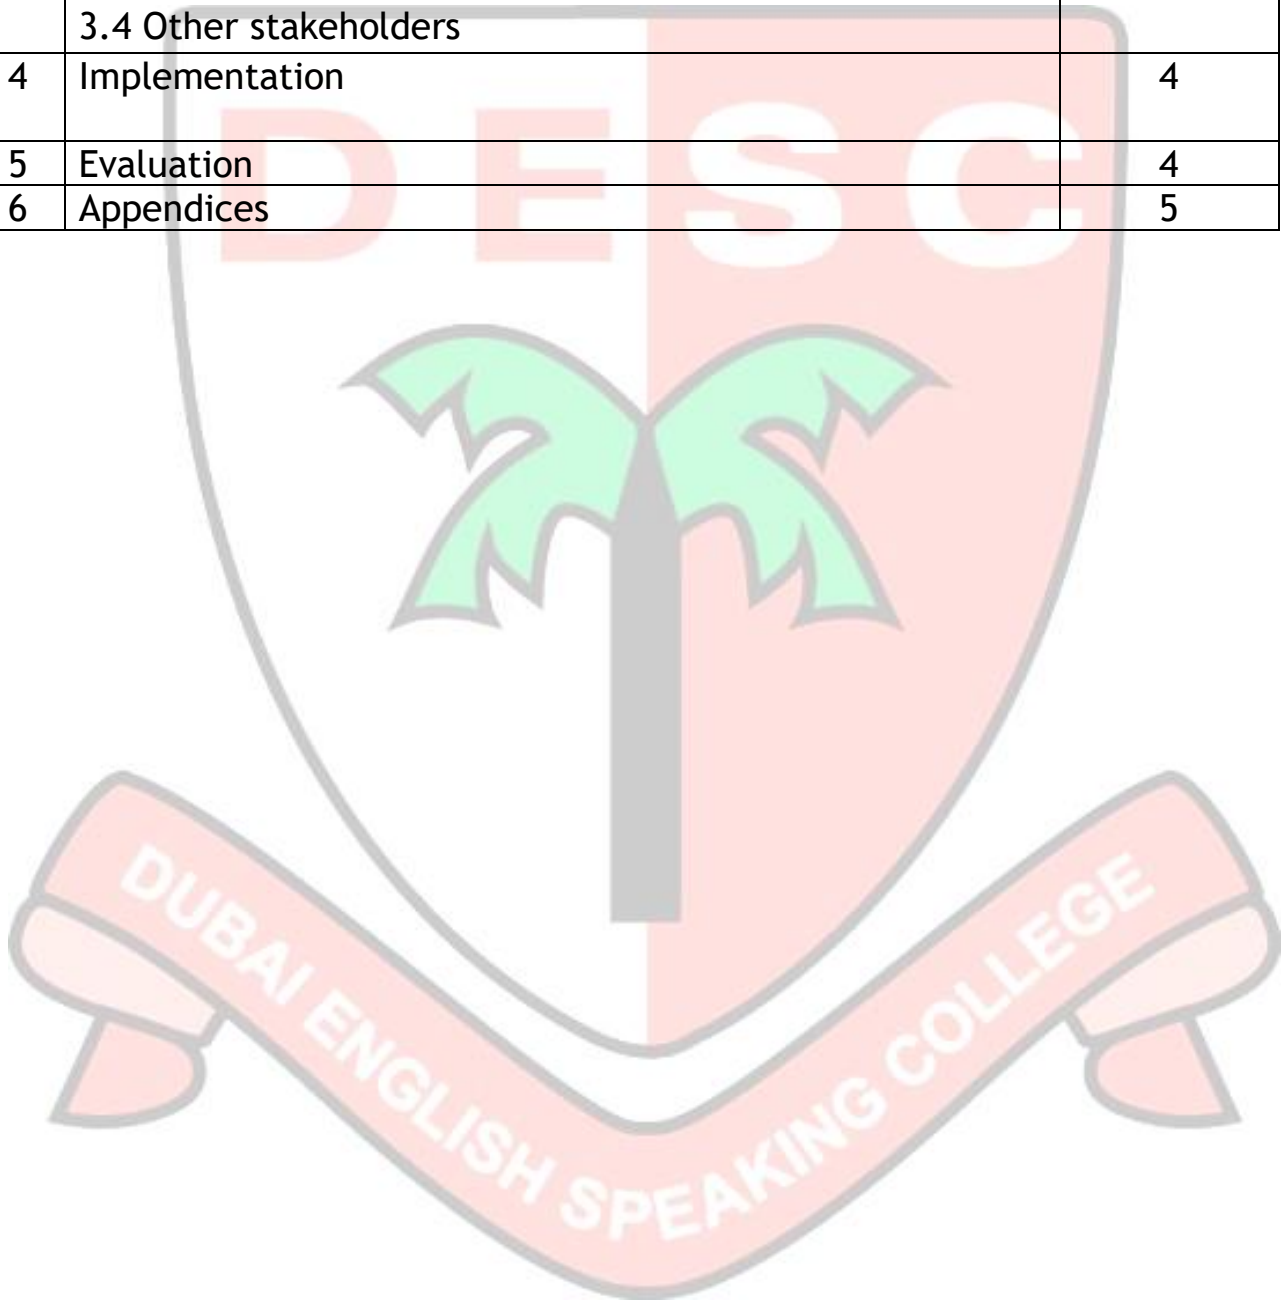 3.4 Other stakeholders
4 Implementation 4
5 Evaluation 4
6 Appendices 5
DESC
DUBAI ENGLISH SPEAKING COLLEGE